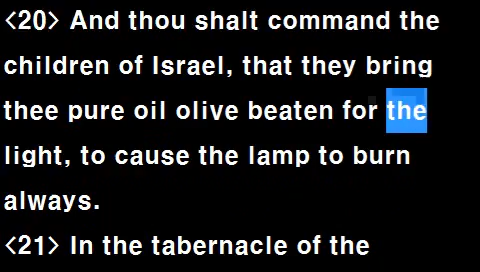 <20> And thou shalt command the
children of Israel, that they bring
thee pure oil olive beaten for the
light, to cause the lamp to burn
always.
<21> In the tabernacle of the